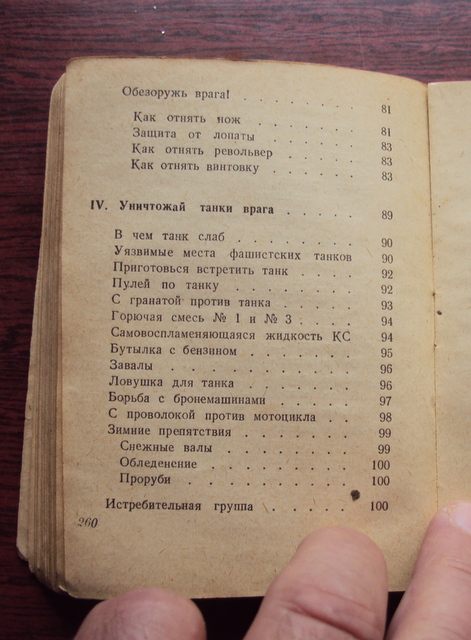 Обезоружь врага! . . . . . . . 81
Как отнять нож . . . . . . 81
Защита от лопаты . . . . . . 83
Как отнять револьвер . . . . . 83
Как отнять винтовку . . . . . . 83
IV. Уничтожай танки врага . . . . . 89
В чем танк слаб . . . . . . . . 90
Уязвимые места фашистских танков 90
Приготовься встретить танк . . . . 92
Пулей по танку . . . . . . . . 92
С гранатой против танка . . . . . 93
Горючая смесь № 1 и № 3 . . . . 94
Самовоспламеняющаяся жидкость КС 94
Бутылка с бензином . . . . . . . 95
Завалы . . . . . . . . . . . 96
Ловушка для танка . . . . . . . 96
Борьба с бронемашинами . . . . . 97
С проволокой против мотоцикла . . 98
Зимние препятствия . . . . . . . 99
Снежные валы . . . . . . . . 99
Обледенение . . . . . . . . . 100
Проруби . . . . . . . . . . 100
Истребительная группа . . . . . 100
260